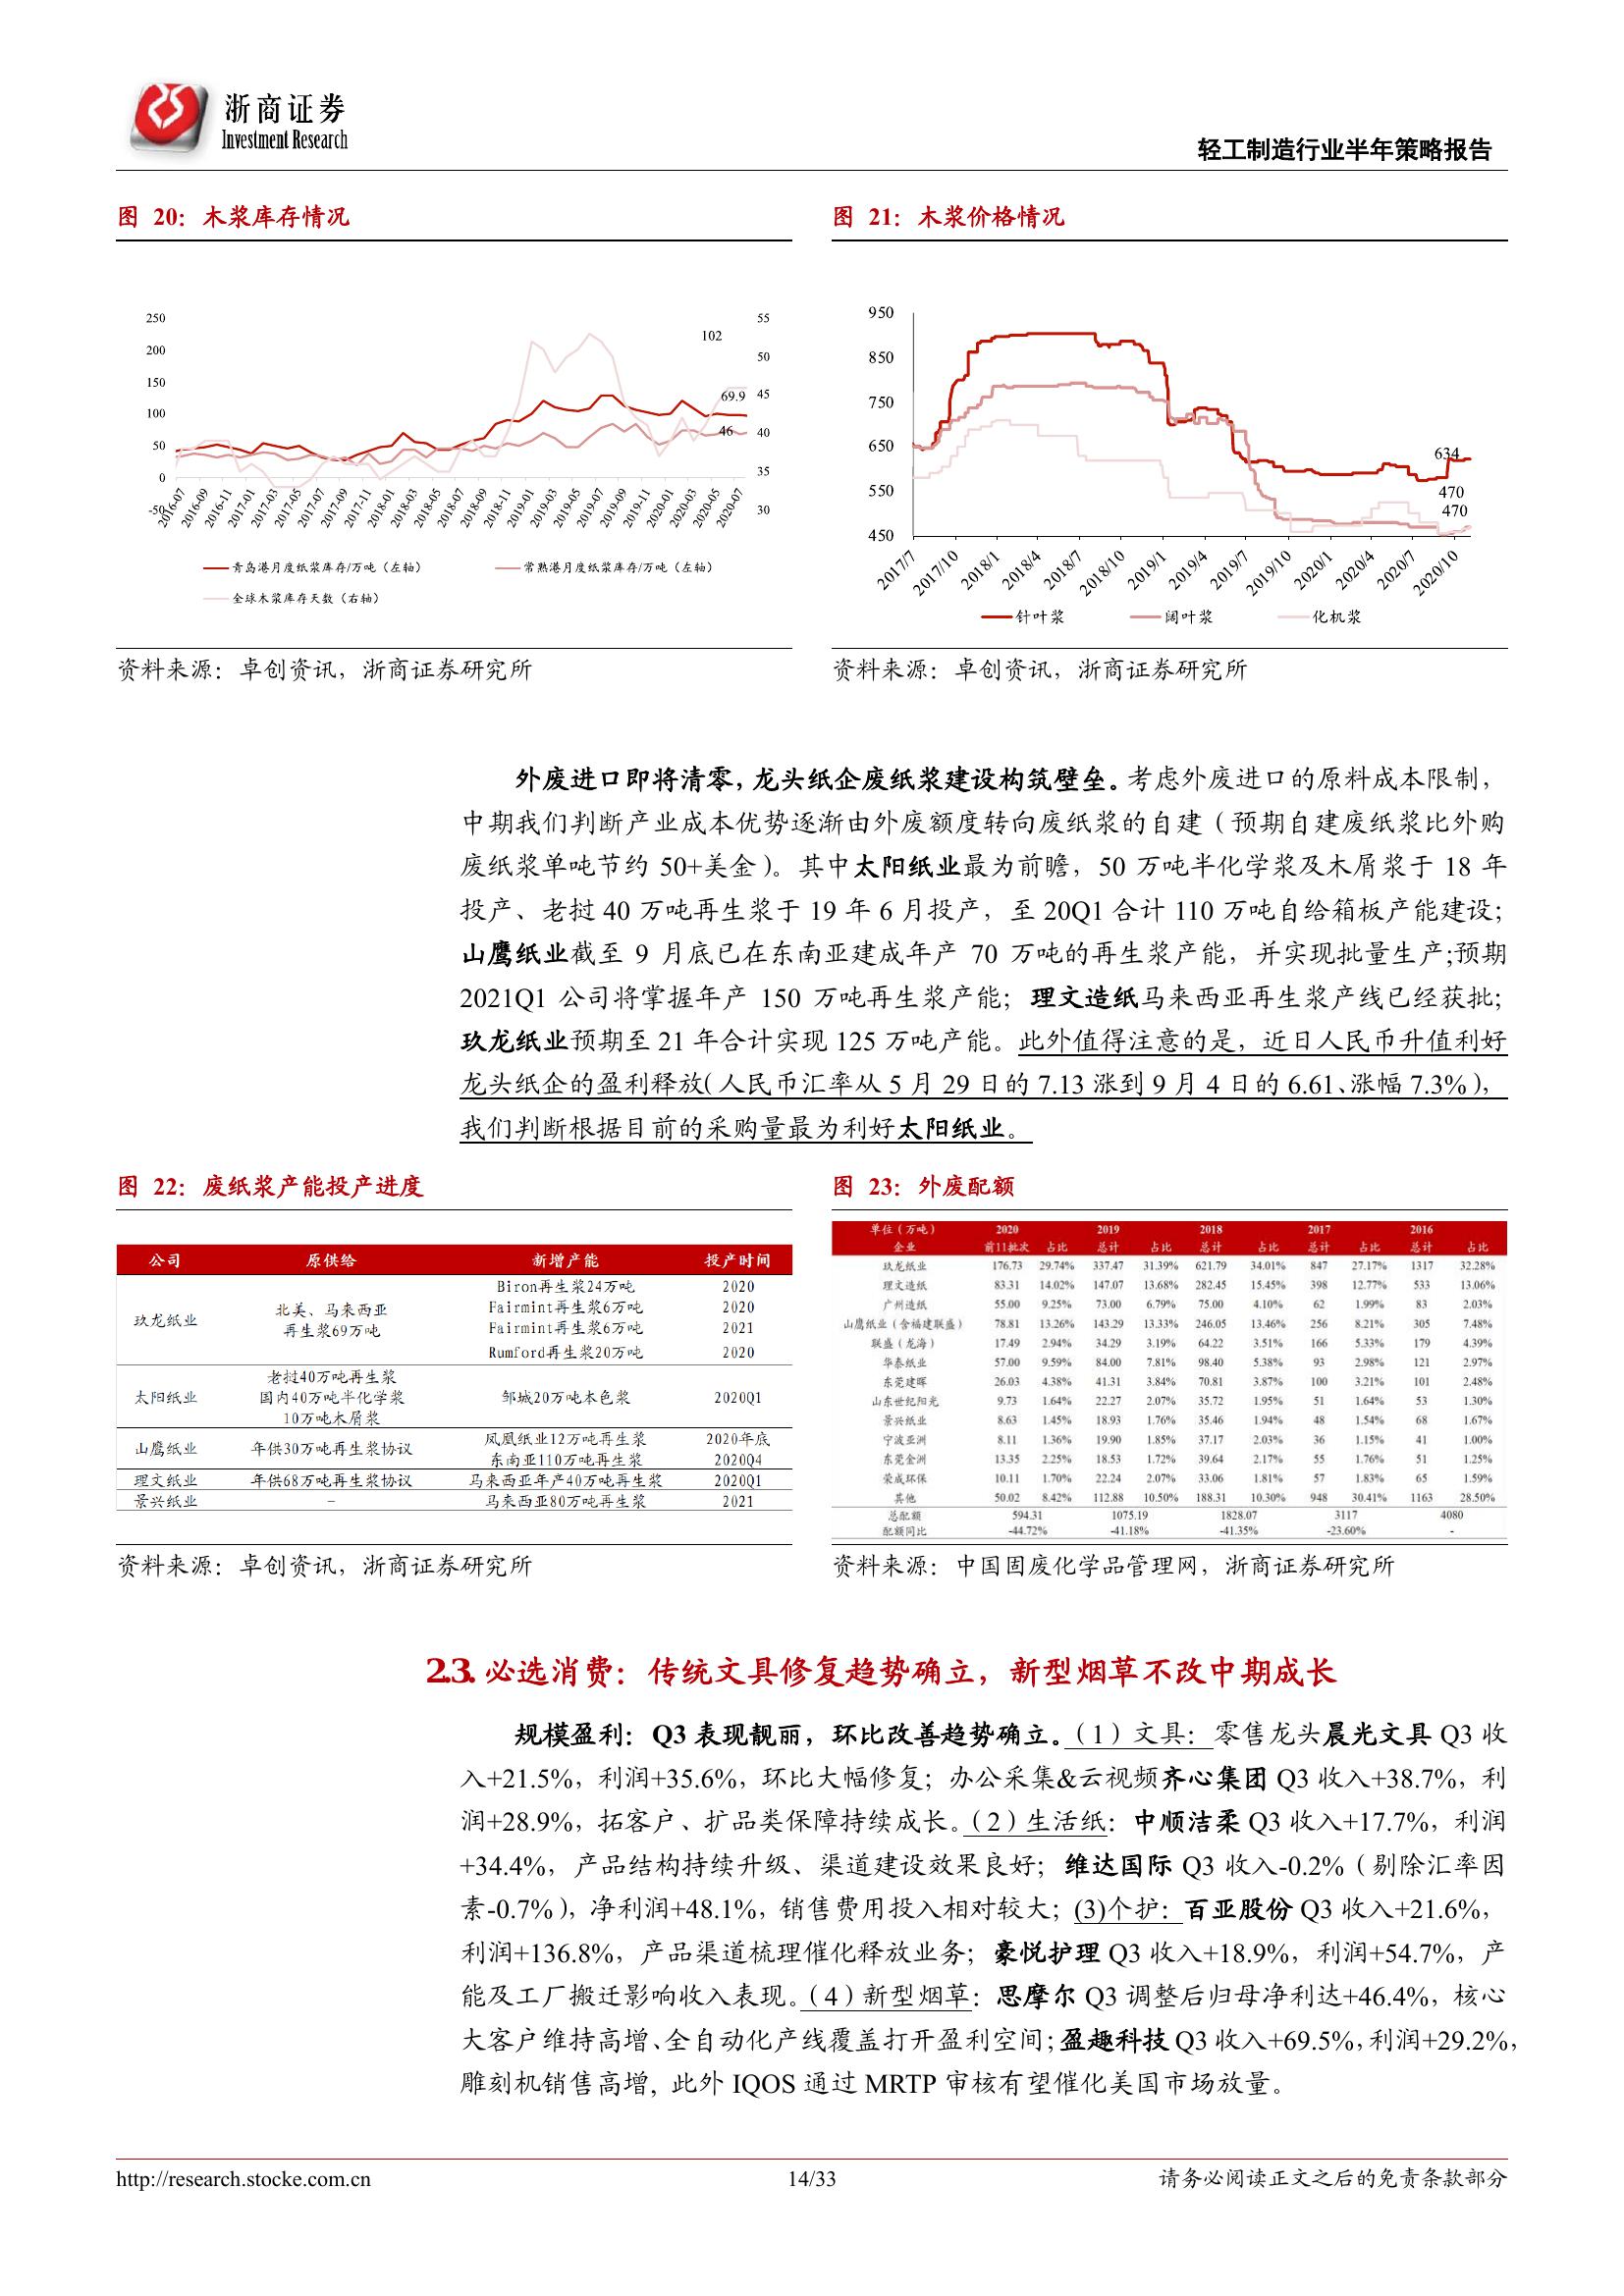 浙商证券
Investment Research
轻工制造行业半年策略报告
图 20：木浆库存情况
250
200
150
100
50
0
-50
55
50
45
40
35
30
102
69.9
46
2016-07
2016-09
2016-11
2017-01
2017-03
2017-05
2017-07
2017-09
2017-11
2018-01
2018-03
2018-05
2018-07
2018-09
2018-11
2019-01
2019-03
2019-05
2019-07
2019-09
2019-11
2020-01
2020-03
2020-05
2020-07
青岛港月度纸浆库存/万吨（左轴）
常熟港月度纸浆库存/万吨（左轴）
全球木浆库存天数（右轴）
资料来源：卓创资讯，浙商证券研究所
图 21：木浆价格情况
950
850
750
650
550
450
634
470
470
2017/7
2017/10
2018/1
2018/4
2018/7
2018/10
2019/1
2019/4
2019/7
2019/10
2020/1
2020/4
2020/7
2020/10
针叶浆 阔叶浆 化机浆
资料来源：卓创资讯，浙商证券研究所
外废进口即将清零，龙头纸企废纸浆建设构筑壁垒。考虑外废进口的原料成本限制，
中期我们判断产业成本优势逐渐由外废额度转向废纸浆的自建（预期自建废纸浆比外购
废纸浆单吨节约 50+美金）。其中太阳纸业最为前瞻，50 万吨半化学浆及木屑浆于 18 年
投产、老挝 40 万吨再生浆于 19 年 6 月投产，至 20Q1 合计 110 万吨自给箱板产能建设；
山鹰纸业截至 9 月底已在东南亚建成年产 70 万吨的再生浆产能，并实现批量生产;预期
2021Q1 公司将掌握年产 150 万吨再生浆产能；理文造纸马来西亚再生浆产线已经获批；
玖龙纸业预期至 21 年合计实现 125 万吨产能。此外值得注意的是，近日人民币升值利好
龙头纸企的盈利释放（人民币汇率从 5 月 29 日的 7.13 涨到 9 月 4 日的 6.61、涨幅 7.3%），
我们判断根据目前的采购量最为利好太阳纸业。
图 22：废纸浆产能投产进度
公司 原供给 新增产能 投产时间
玖龙纸业 北美、马来西亚 再生浆69万吨
Biron再生浆24万吨 2020
Fairmint再生浆6万吨 2020
Fairmint再生浆6万吨 2021
Rumford再生浆20万吨 2020
太阳纸业 老挝40万吨再生浆 国内40万吨半化学浆 10万吨木屑浆 邹城20万吨本色浆 2020Q1
山鹰纸业 年供30万吨再生浆协议
凤凰纸业12万吨再生浆 2020年底
东南亚110万吨再生浆 2020Q4
理文纸业 年供68万吨再生浆协议 马来西亚年产40万吨再生浆 2020Q1
景兴纸业 - 马来西亚80万吨再生浆 2021
资料来源：卓创资讯，浙商证券研究所
图 23：外废配额
单位（万吨） 2020 2019 2018 2017 2016
企业 前11批次 占比 总计 占比 总计 占比 总计 占比 总计 占比
玖龙纸业 176.73 29.74% 337.47 31.39% 621.79 34.01% 847 27.17% 1317 32.28%
理文造纸 83.31 14.02% 147.07 13.68% 282.45 15.45% 398 12.77% 533 13.06%
广州造纸 55.00 9.25% 73.00 6.79% 75.00 4.10% 62 1.99% 83 2.03%
山鹰纸业（含福建联盛） 78.81 13.26% 143.29 13.33% 246.05 13.46% 256 8.21% 305 7.48%
联盛（龙海） 17.49 2.94% 34.29 3.19% 64.22 3.51% 166 5.33% 179 4.39%
华泰纸业 57.00 9.59% 84.00 7.81% 98.40 5.38% 93 2.98% 121 2.97%
东莞建晖 26.03 4.38% 41.31 3.84% 70.81 3.87% 100 3.21% 101 2.48%
山东世纪阳光 9.73 1.64% 22.27 2.07% 35.72 1.95% 51 1.64% 53 1.30%
景兴纸业 8.63 1.45% 18.93 1.76% 35.46 1.94% 48 1.54% 68 1.67%
宁波亚洲 8.11 1.36% 19.90 1.85% 37.17 2.03% 36 1.15% 41 1.00%
东莞金洲 13.35 2.25% 18.53 1.72% 39.64 2.17% 55 1.76% 51 1.25%
荣成环保 10.11 1.70% 22.24 2.07% 33.06 1.81% 57 1.83% 65 1.59%
其他 50.02 8.42% 112.88 10.50% 188.31 10.30% 948 30.41% 1163 28.50%
总配额 594.31 1075.19 1828.07 3117 4080
配额同比 -44.72% -41.18% -41.35% -23.60% -
资料来源：中国固废化学品管理网，浙商证券研究所
2.3. 必选消费：传统文具修复趋势确立，新型烟草不改中期成长
规模盈利：Q3 表现靓丽，环比改善趋势确立。（1）文具：零售龙头晨光文具 Q3 收
入+21.5%，利润+35.6%，环比大幅修复；办公采集&云视频齐心集团 Q3 收入+38.7%，利
润+28.9%，拓客户、扩品类保障持续成长。（2）生活纸：中顺洁柔 Q3 收入+17.7%，利润
+34.4%，产品结构持续升级、渠道建设效果良好；维达国际 Q3 收入-0.2%（剔除汇率因
素-0.7%），净利润+48.1%，销售费用投入相对较大；(3)个护：百亚股份 Q3 收入+21.6%，
利润+136.8%，产品渠道梳理催化释放业务；豪悦护理 Q3 收入+18.9%，利润+54.7%，产
能及工厂搬迁影响收入表现。（4）新型烟草：思摩尔 Q3 调整后归母净利达+46.4%，核心
大客户维持高增、全自动化产线覆盖打开盈利空间；盈趣科技 Q3 收入+69.5%，利润+29.2%，
雕刻机销售高增，此外 IQOS 通过 MRTP 审核有望催化美国市场放量。
http://research.stocke.com.cn
14/33
请务必阅读正文之后的免责条款部分